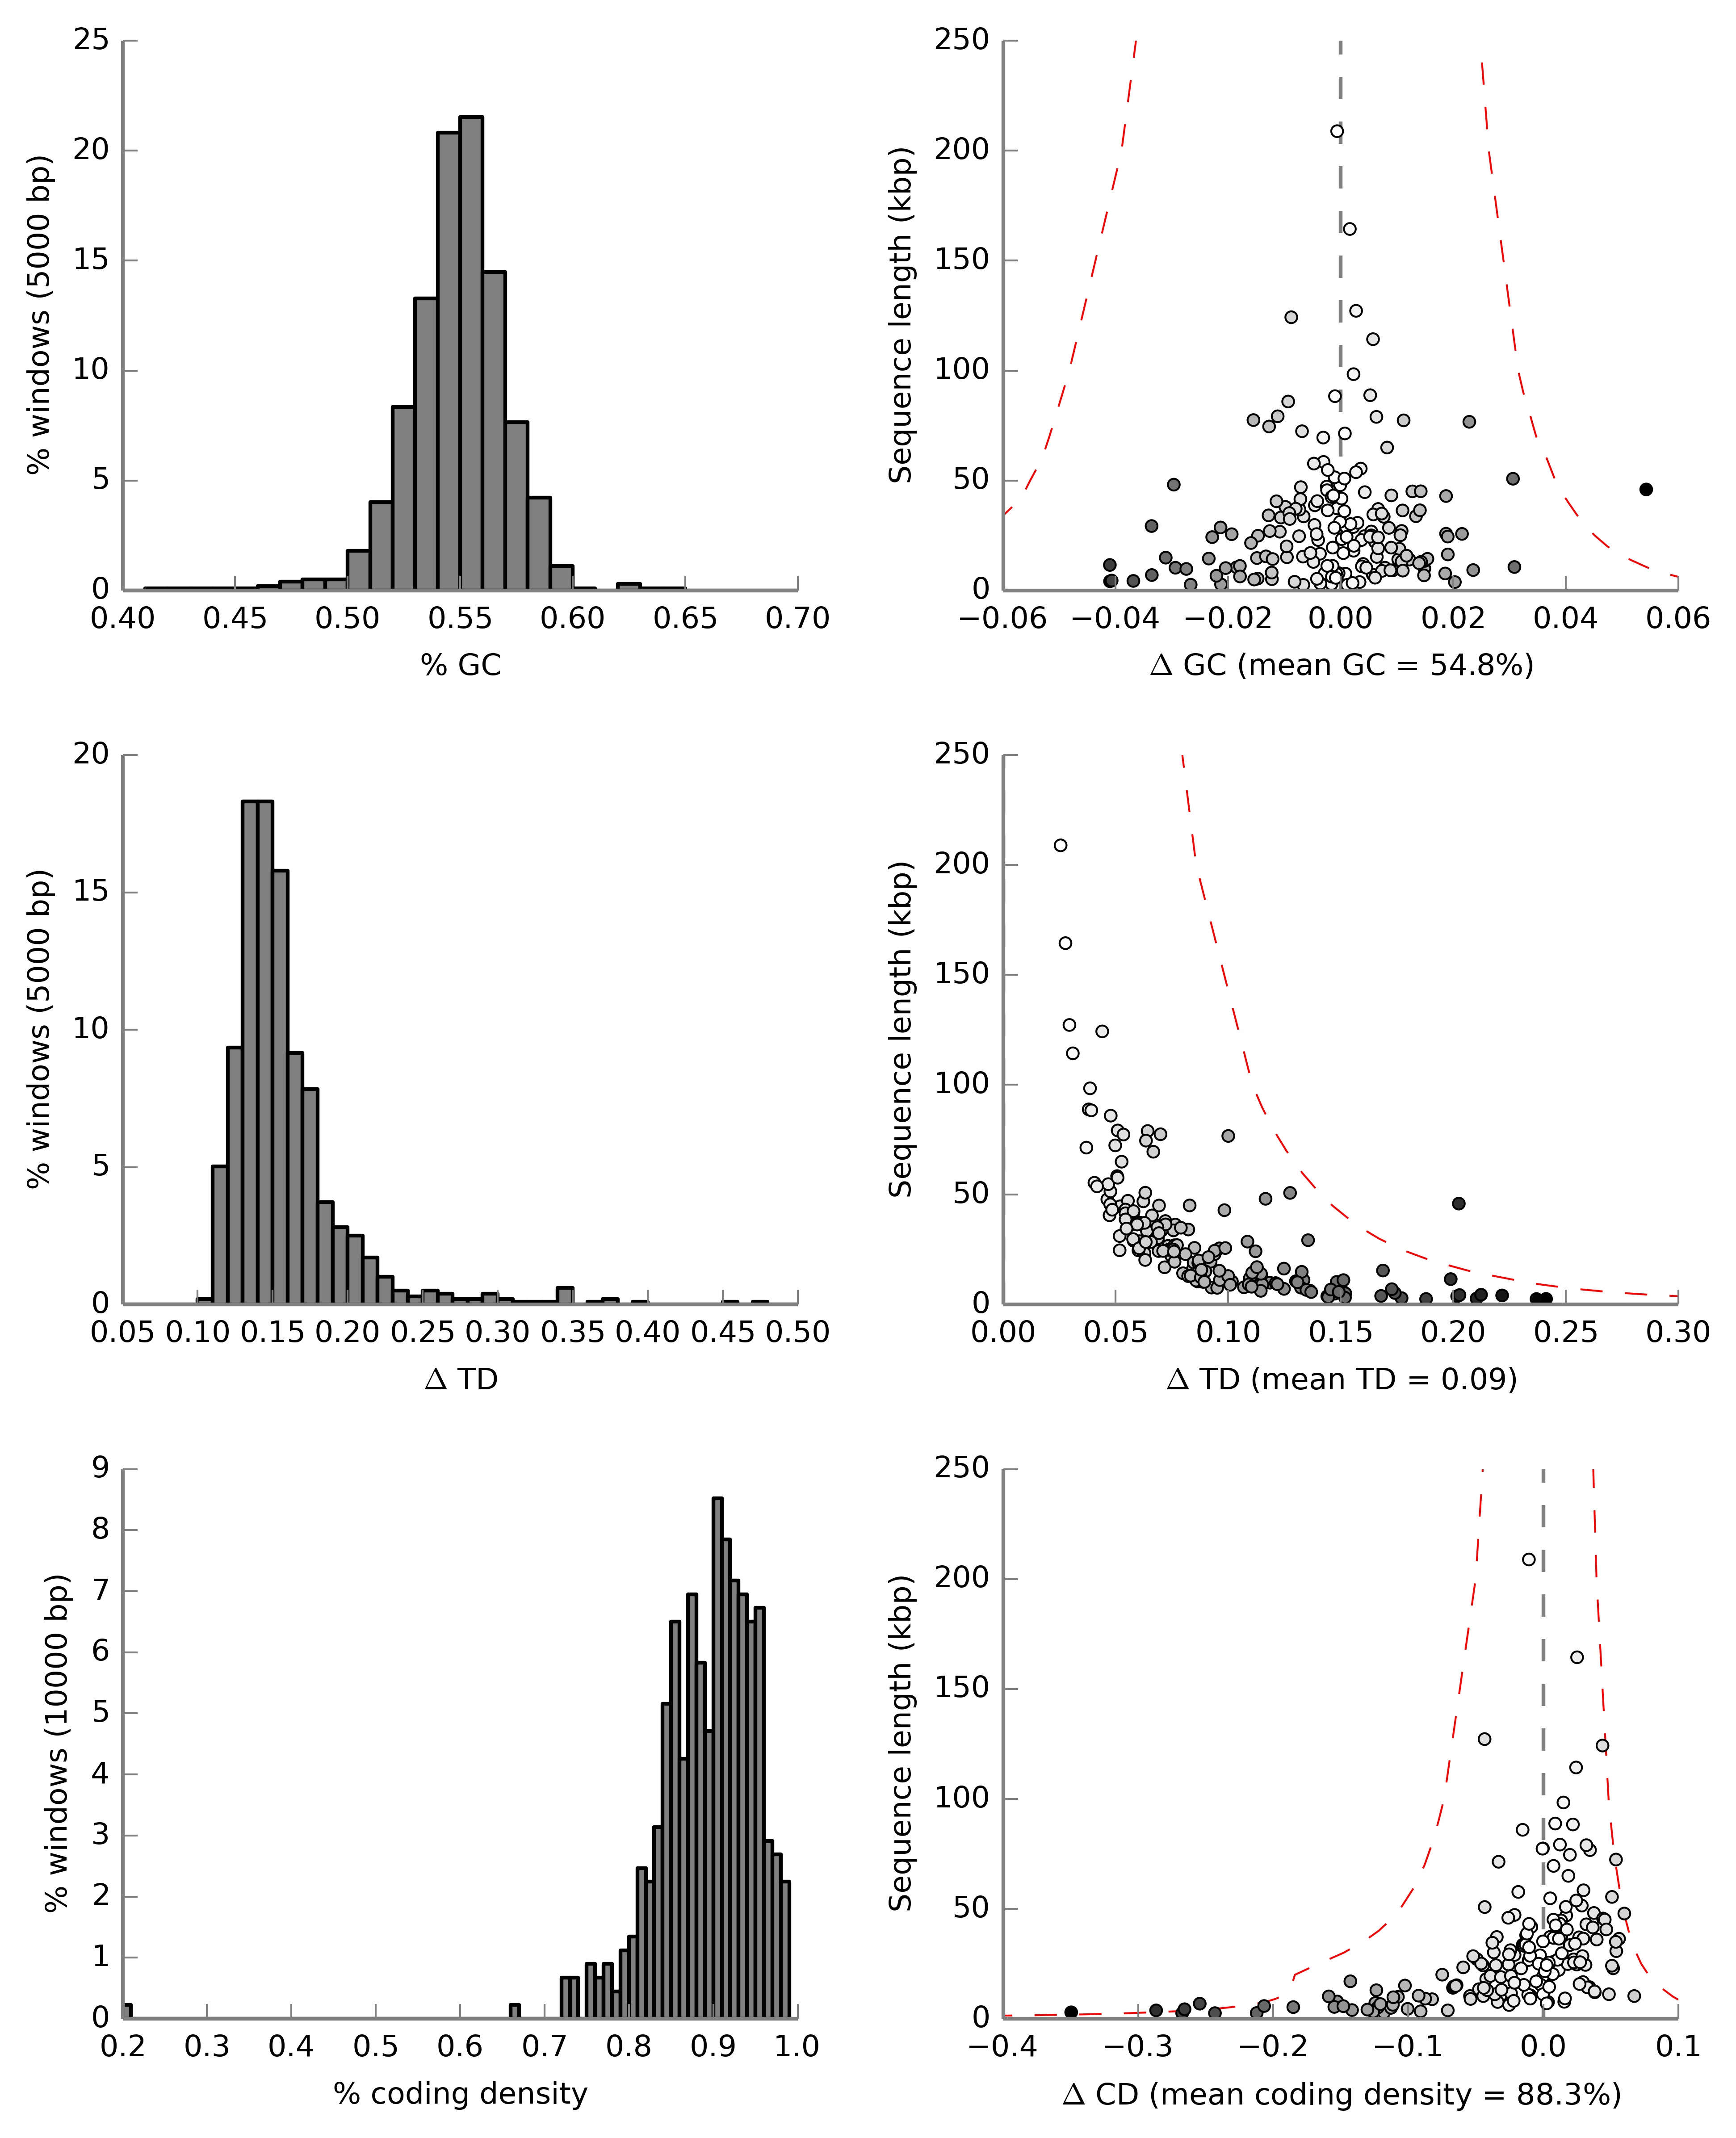 25
20
15
10
5
0
% windows (5000 bp)
0.40 0.45 0.50 0.55 0.60 0.65 0.70
% GC
250
200
150
100
50
0
Sequence length (kbp)
−0.06 −0.04 −0.02 0.00 0.02 0.04 0.06
Δ GC (mean GC = 54.8%)
20
15
10
5
0
% windows (5000 bp)
0.05 0.10 0.15 0.20 0.25 0.30 0.35 0.40 0.45 0.50
Δ TD
250
200
150
100
50
0
Sequence length (kbp)
0.00 0.05 0.10 0.15 0.20 0.25 0.30
Δ TD (mean TD = 0.09)
9
8
7
6
5
4
3
2
1
0
% windows (10000 bp)
0.2 0.3 0.4 0.5 0.6 0.7 0.8 0.9 1.0
% coding density
250
200
150
100
50
0
Sequence length (kbp)
−0.4 −0.3 −0.2 −0.1 0.0 0.1
Δ CD (mean coding density = 88.3%)